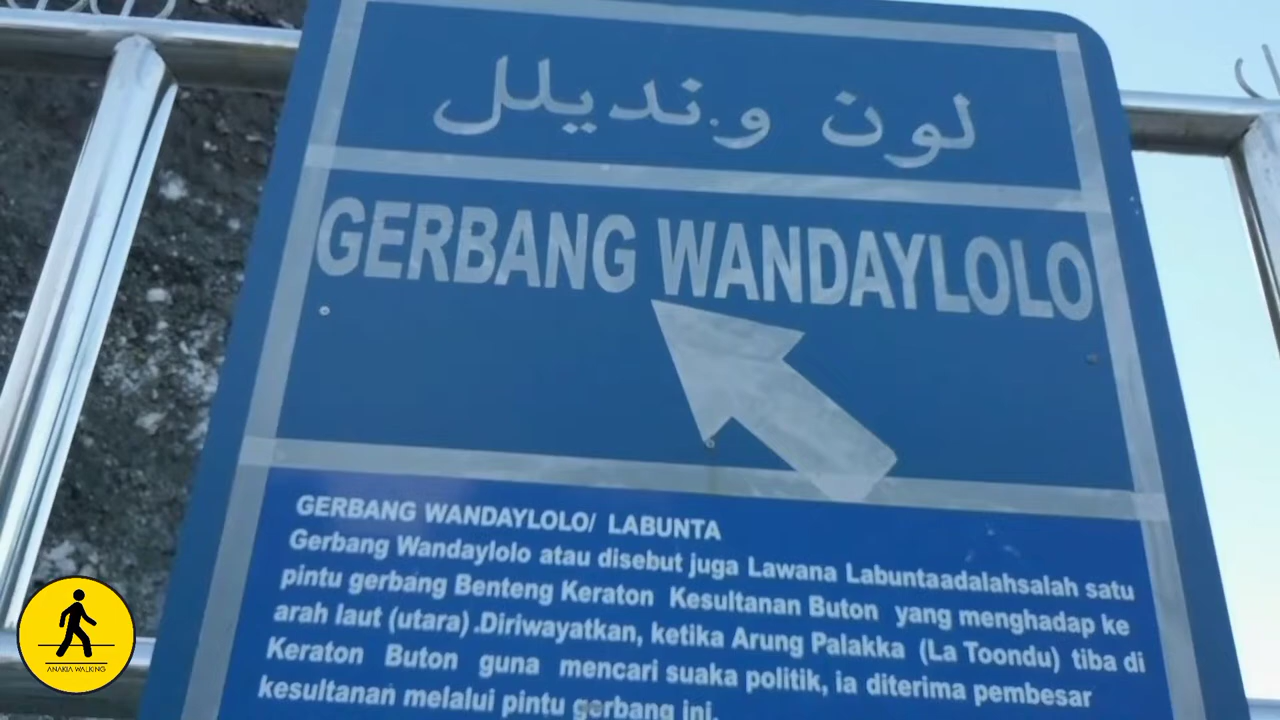 لون و.نديلل
GERBANG WANDAYLOLO
GERBANG WANDAYLOLO/ LABUNTA
Gerbang Wandaylolo atau disebut juga Lawana Labuntaadalahsalah satu
pintu gerbang Benteng Keraton Kesultanan Buton yang menghadap ke
arah laut (utara) .Diriwayatkan, ketika Arung Palakka (La Toondu) tiba di
Keraton Buton guna mencari suaka politik, ia diterima pembesar
kesultanan melalui pintu gerbang ini.
ANAKIA WALKING